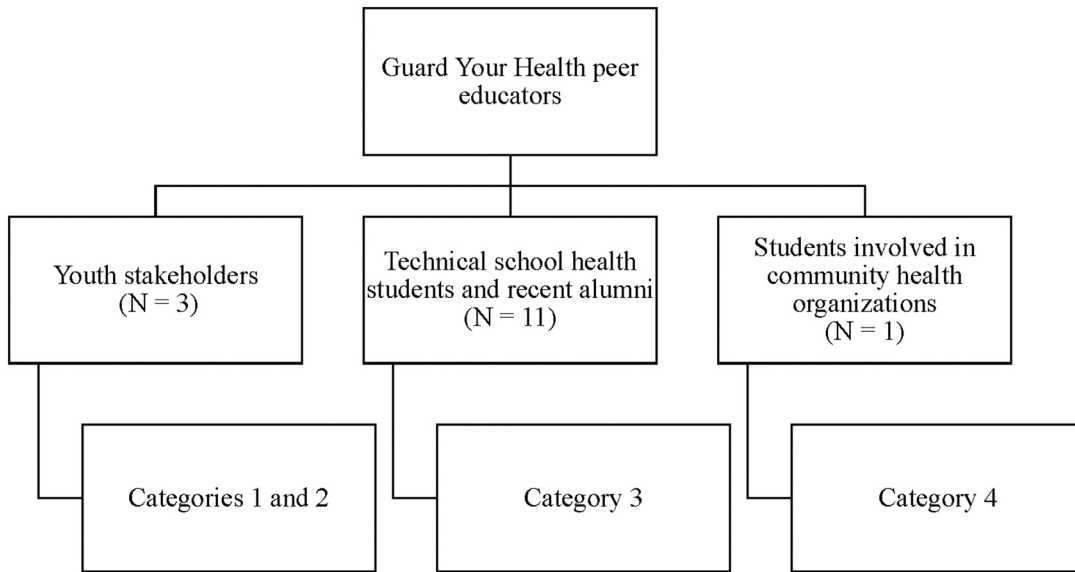 Guard Your Health peer
educators
Youth stakeholders
(N = 3)
Technical school health
students and recent alumni
(N = 11)
Students involved in
community health
organizations
(N = 1)
Categories 1 and 2
Category 3
Category 4